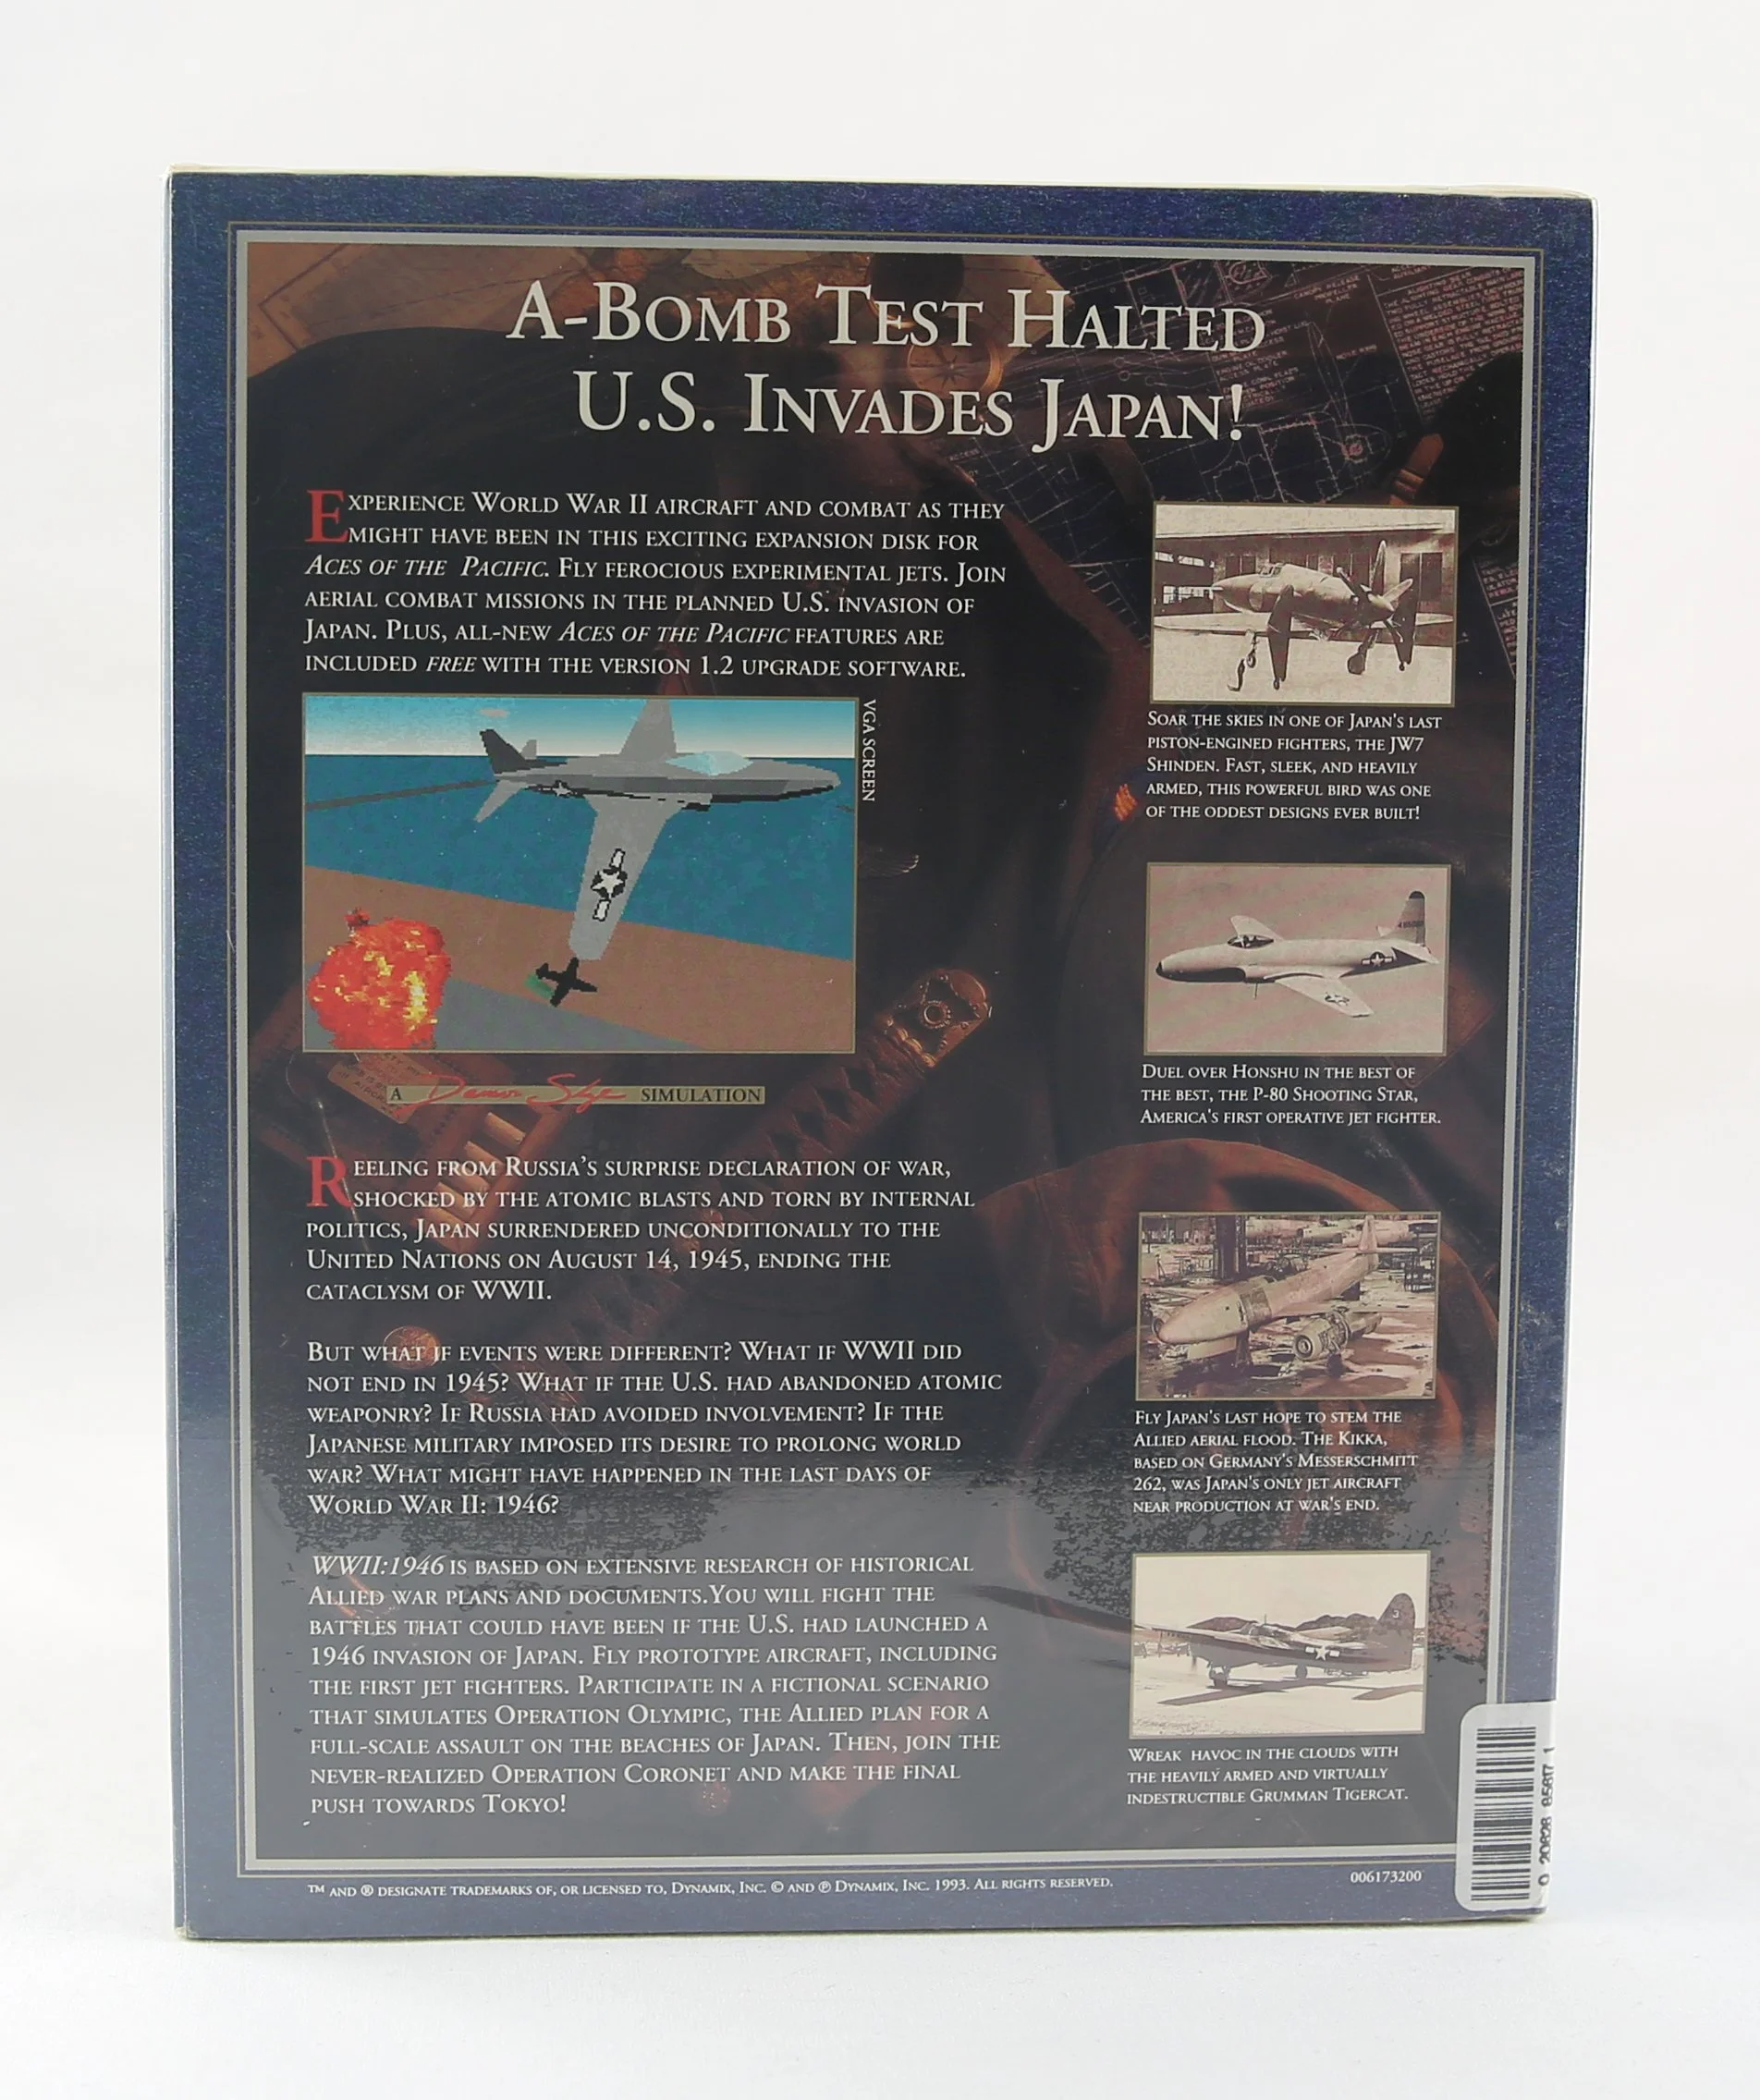 A-BOMB TEST HALTED
U.S. INVADES JAPAN!
EXPERIENCE WORLD WAR II AIRCRAFT AND COMBAT AS THEY
MIGHT HAVE BEEN IN THIS EXCITING EXPANSION DISK FOR
ACES OF THE PACIFIC. FLY FEROCIOUS EXPERIMENTAL JETS. JOIN
AERIAL COMBAT MISSIONS IN THE PLANNED U.S. INVASION OF
JAPAN. PLUS, ALL-NEW ACES OF THE PACIFIC FEATURES ARE
INCLUDED FREE WITH THE VERSION 1.2 UPGRADE SOFTWARE.
VGA SCREEN
A Damon Slye SIMULATION
REELING FROM RUSSIA'S SURPRISE DECLARATION OF WAR,
SHOCKED BY THE ATOMIC BLASTS AND TORN BY INTERNAL
POLITICS, JAPAN SURRENDERED UNCONDITIONALLY TO THE
UNITED NATIONS ON AUGUST 14, 1945, ENDING THE
CATACLYSM OF WWII.
BUT WHAT IF EVENTS WERE DIFFERENT? WHAT IF WWII DID
NOT END IN 1945? WHAT IF THE U.S. HAD ABANDONED ATOMIC
WEAPONRY? IF RUSSIA HAD AVOIDED INVOLVEMENT? IF THE
JAPANESE MILITARY IMPOSED ITS DESIRE TO PROLONG WORLD
WAR? WHAT MIGHT HAVE HAPPENED IN THE LAST DAYS OF
WORLD WAR II: 1946?
WWII:1946 IS BASED ON EXTENSIVE RESEARCH OF HISTORICAL
ALLIED WAR PLANS AND DOCUMENTS.YOU WILL FIGHT THE
BATTLES THAT COULD HAVE BEEN IF THE U.S. HAD LAUNCHED A
1946 INVASION OF JAPAN. FLY PROTOTYPE AIRCRAFT, INCLUDING
THE FIRST JET FIGHTERS. PARTICIPATE IN A FICTIONAL SCENARIO
THAT SIMULATES OPERATION OLYMPIC, THE ALLIED PLAN FOR A
FULL-SCALE ASSAULT ON THE BEACHES OF JAPAN. THEN, JOIN THE
NEVER-REALIZED OPERATION CORONET AND MAKE THE FINAL
PUSH TOWARDS TOKYO!
SOAR THE SKIES IN ONE OF JAPAN'S LAST
PISTON-ENGINED FIGHTERS, THE JW7
SHINDEN. FAST, SLEEK, AND HEAVILY
ARMED, THIS POWERFUL BIRD WAS ONE
OF THE ODDEST DESIGNS EVER BUILT!
DUEL OVER HONSHU IN THE BEST OF
THE BEST, THE P-80 SHOOTING STAR,
AMERICA'S FIRST OPERATIVE JET FIGHTER.
FLY JAPAN'S LAST HOPE TO STEM THE
ALLIED AERIAL FLOOD. THE KIKKA,
BASED ON GERMANY'S MESSERSCHMITT
262, WAS JAPAN'S ONLY JET AIRCRAFT
NEAR PRODUCTION AT WAR'S END.
WREAK HAVOC IN THE CLOUDS WITH
THE HEAVILY ARMED AND VIRTUALLY
INDESTRUCTIBLE GRUMMAN TIGERCAT.
™ AND ® DESIGNATE TRADEMARKS OF, OR LICENSED TO, DYNAMIX, INC. © AND ℗ DYNAMIX, INC. 1993. ALL RIGHTS RESERVED.
006173200
0 20626 85617 1